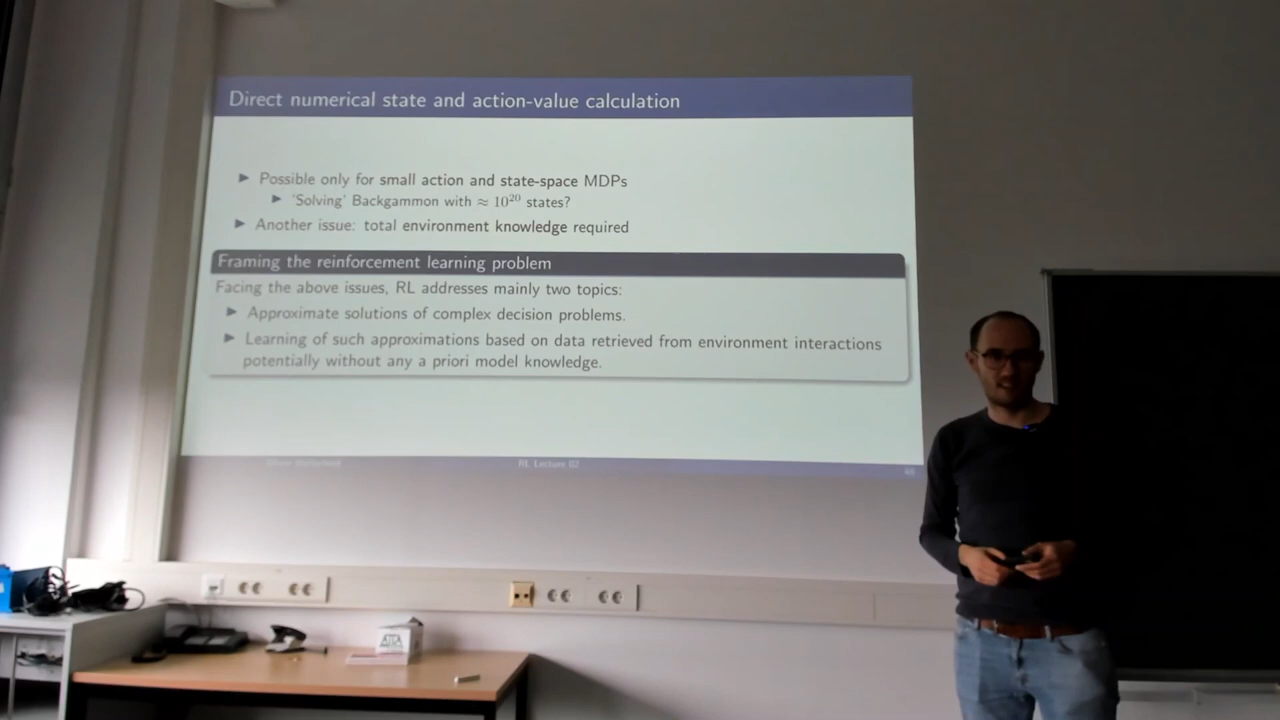 Direct numerical state and action-value calculation
▶ Possible only for small action and state-space MDPs
▶ 'Solving' Backgammon with ≈ 10²⁰ states?
▶ Another issue: total environment knowledge required
Framing the reinforcement learning problem
Facing the above issues, RL addresses mainly two topics:
▶ Approximate solutions of complex decision problems.
▶ Learning of such approximations based on data retrieved from environment interactions
potentially without any a priori model knowledge.
RL Lecture 02